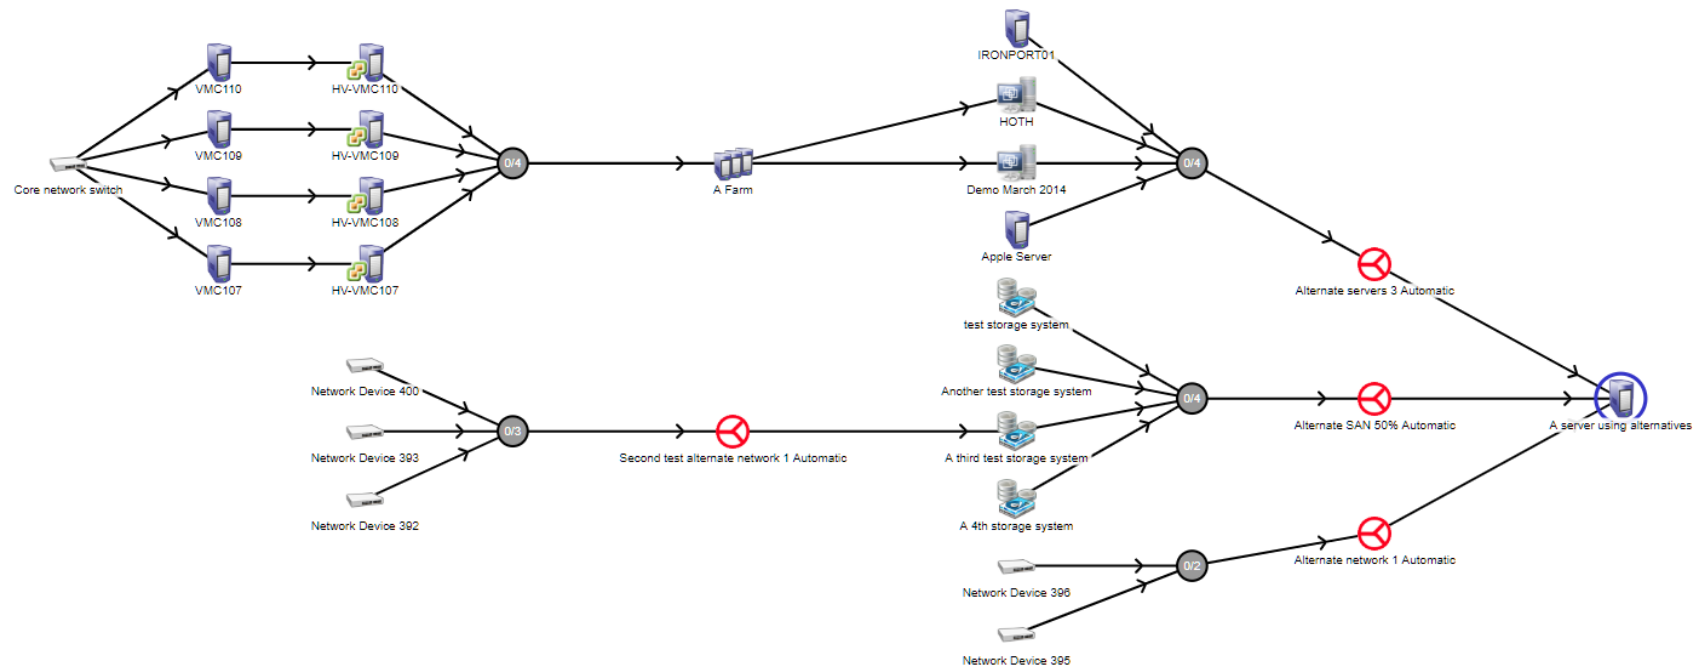 IRONPORT01
VMC110
HV-VMC110
HOTH
VMC109
HV-VMC109
0/4
0/4
Core network switch
A Farm
Demo March 2014
VMC108
HV-VMC108
Apple Server
VMC107
HV-VMC107
Alternate servers 3 Automatic
test storage system
Network Device 400
Another test storage system
0/4
0/3
Alternate SAN 50% Automatic
A server using alternatives
Network Device 393
Second test alternate network 1 Automatic
A third test storage system
Network Device 392
A 4th storage system
Alternate network 1 Automatic
0/2
Network Device 396
Network Device 395